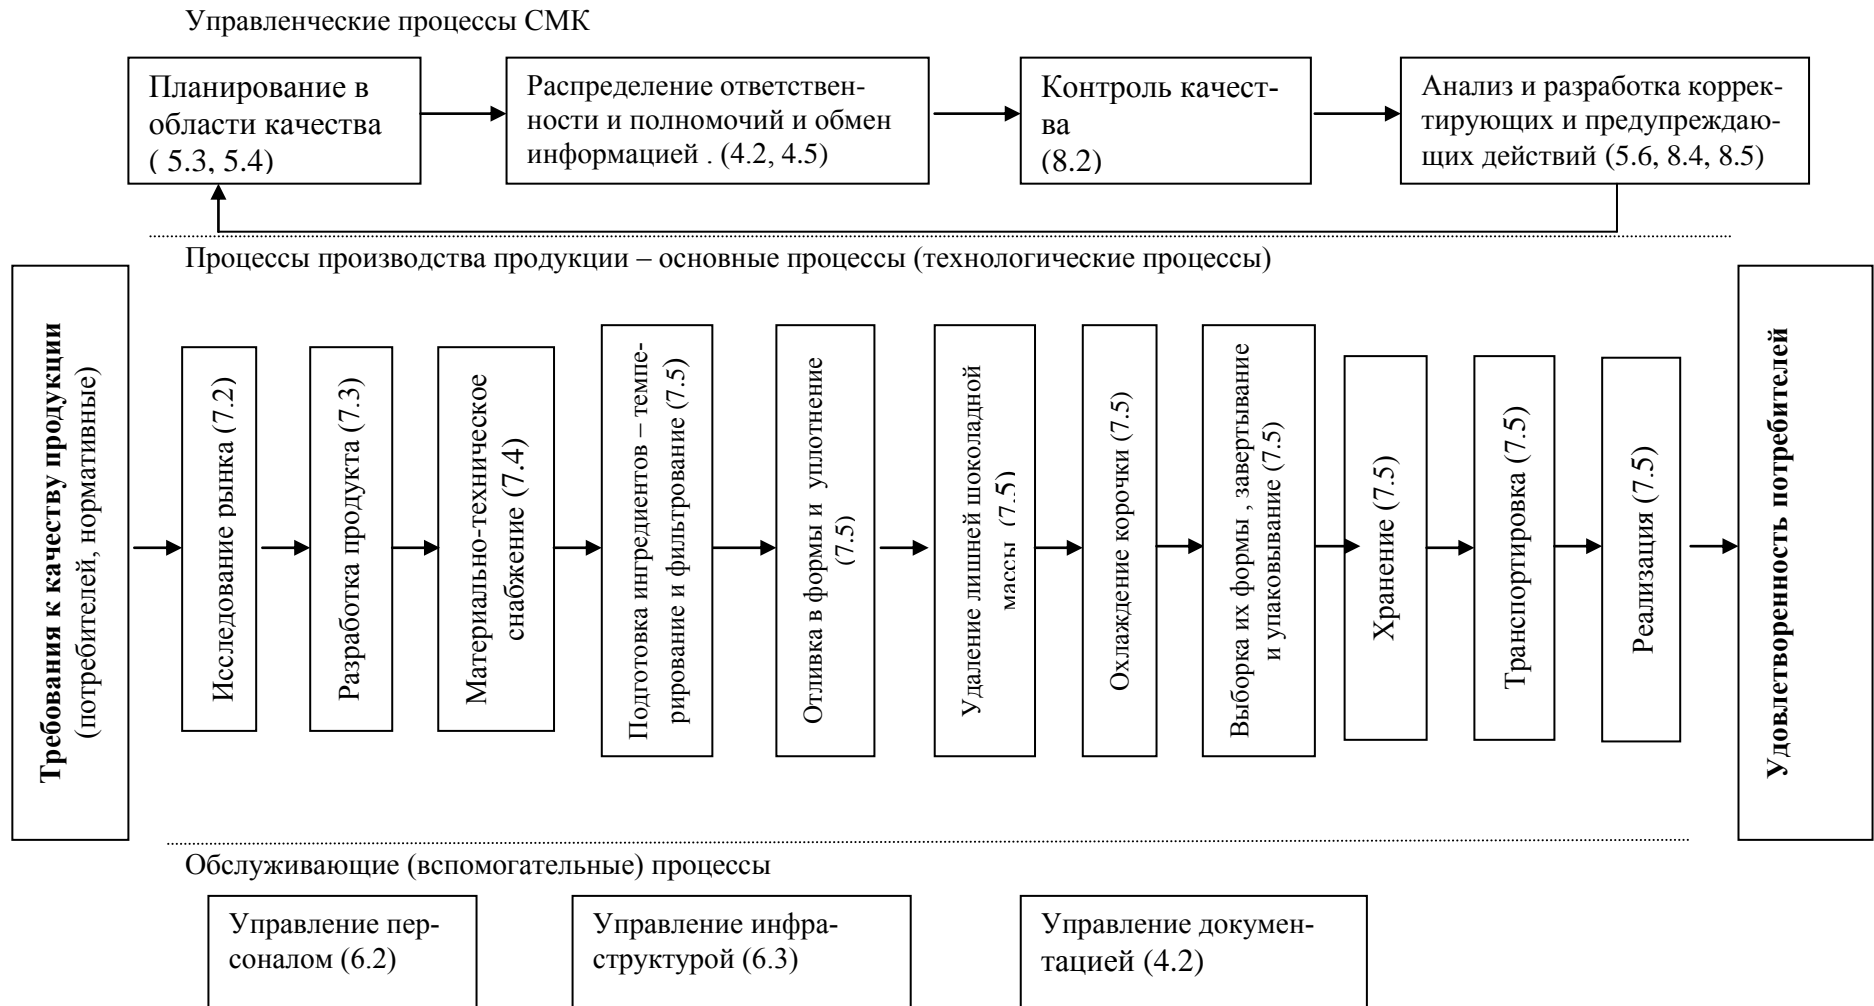 Управленческие процессы СМК
Планирование в
области качества
( 5.3, 5.4)
Распределение ответствен-
ности и полномочий и обмен
информацией . (4.2, 4.5)
Контроль качест-
ва
(8.2)
Анализ и разработка коррек-
тирующих и предупреждаю-
щих действий (5.6, 8.4, 8.5)
Процессы производства продукции – основные процессы (технологические процессы)
Требования к качеству продукции
(потребителей, нормативные)
Исследование рынка (7.2)
Разработка продукта (7.3)
Материально-техническое
снабжение (7.4)
Подготовка ингредиентов – темпе-
рирование и фильтрование (7.5)
Отливка в формы и уплотнение
(7.5)
Удаление лишней шоколадной
массы (7.5)
Охлаждение корочки (7.5)
Выборка их формы , завертывание
и упаковывание (7.5)
Хранение (7.5)
Транспортировка (7.5)
Реализация (7.5)
Удовлетворенность потребителей
Обслуживающие (вспомогательные) процессы
Управление пер-
соналом (6.2)
Управление инфра-
структурой (6.3)
Управление докумен-
тацией (4.2)